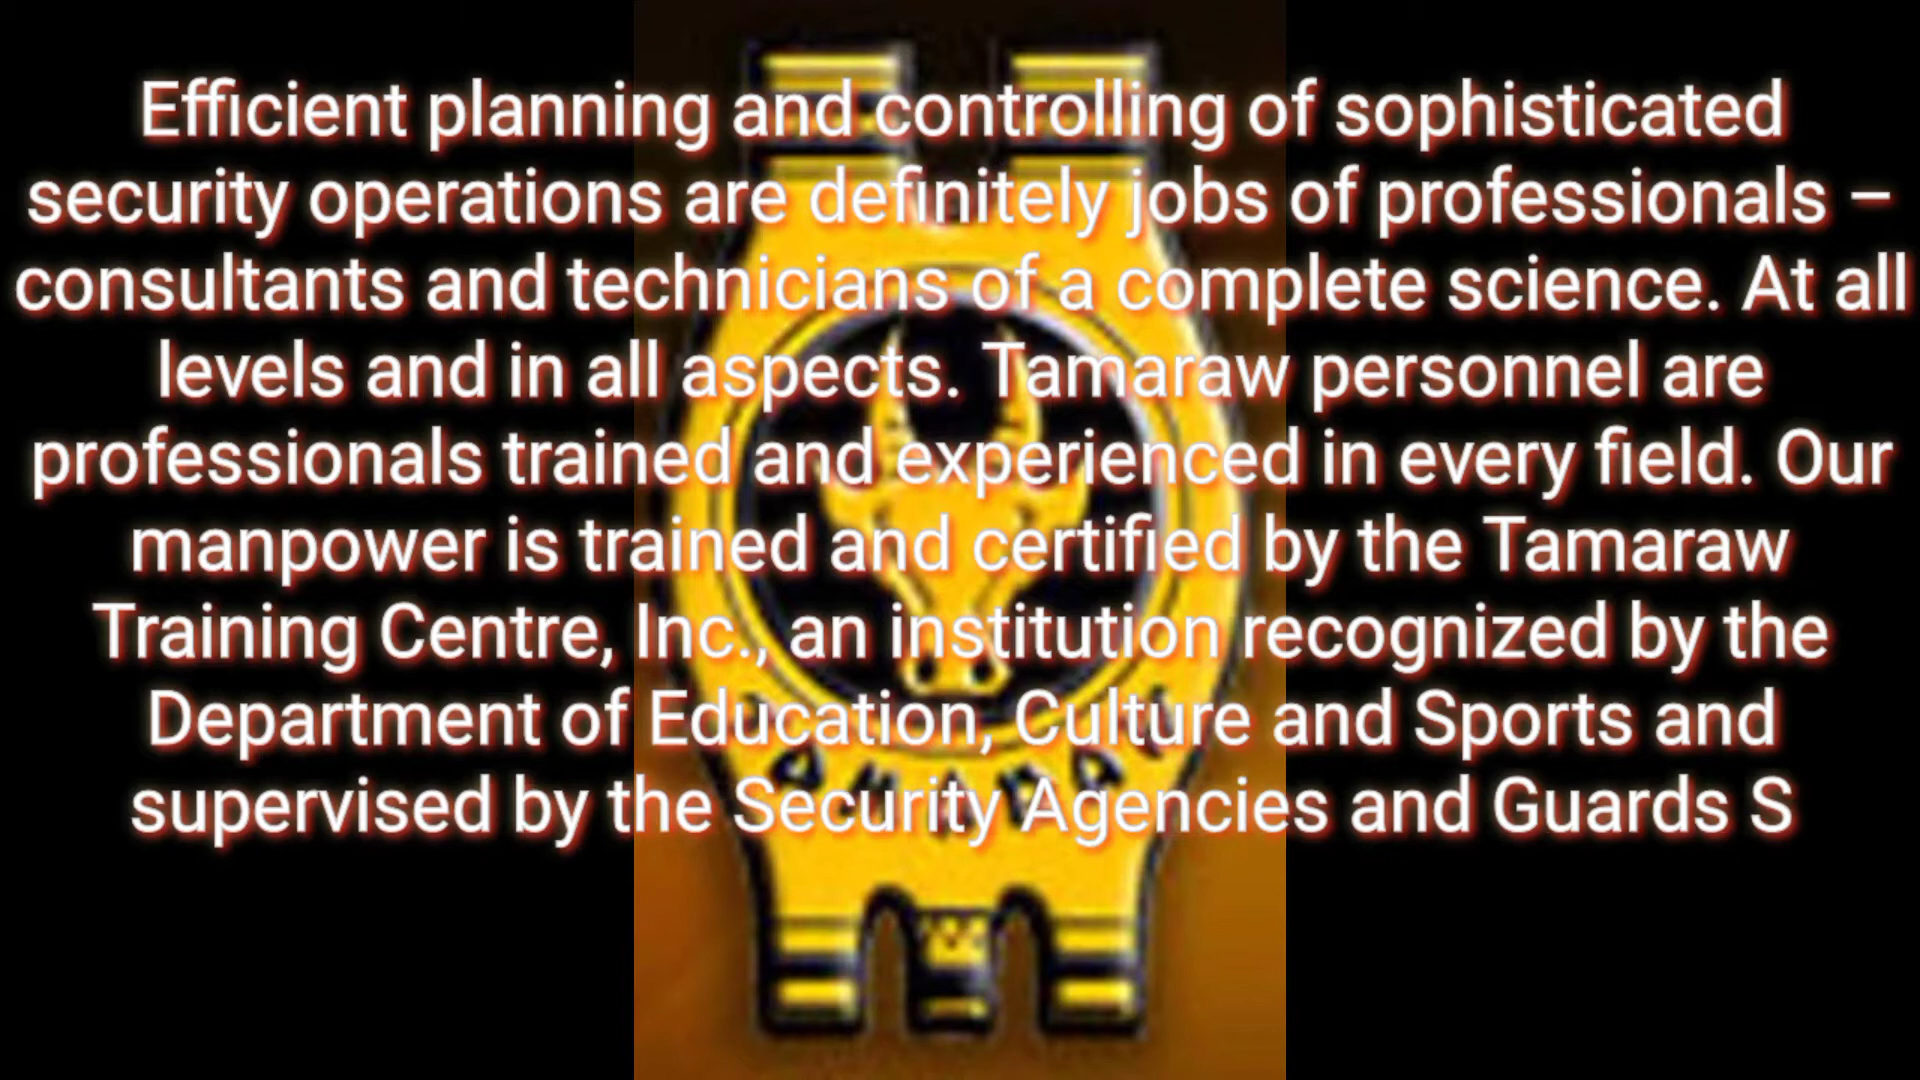 Efficient planning and controlling of sophisticated
security operations are definitely jobs of professionals –
consultants and technicians of a complete science. At all
levels and in all aspects. Tamaraw personnel are
professionals trained and experienced in every field. Our
manpower is trained and certified by the Tamaraw
Training Centre, Inc., an institution recognized by the
Department of Education, Culture and Sports and
supervised by the Security Agencies and Guards S